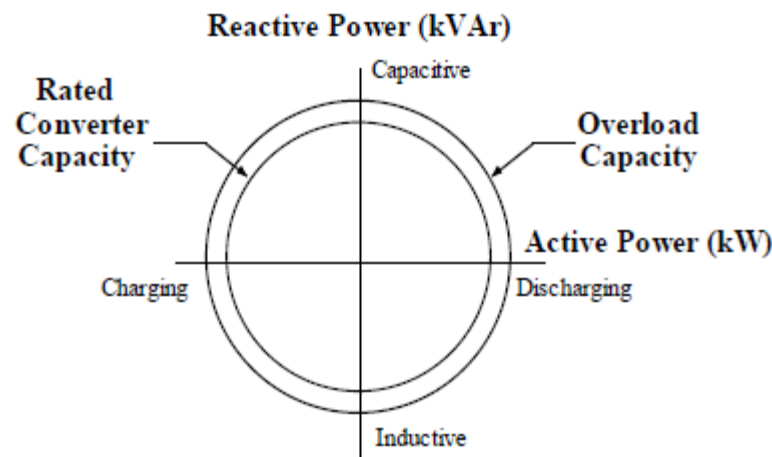 Reactive Power (kVAr)
Capacitive
Rated
Converter
Capacity
Overload
Capacity
Active Power (kW)
Charging
Discharging
Inductive